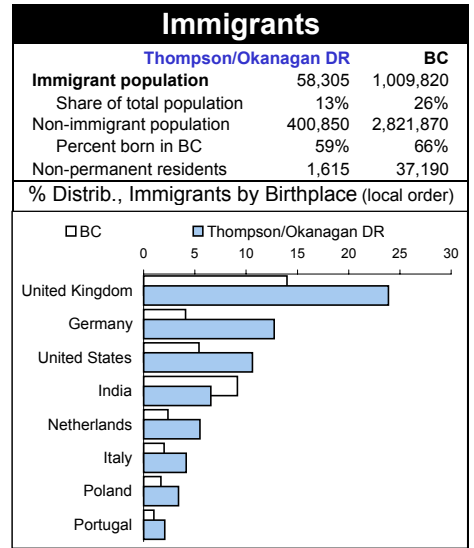 Immigrants
Thompson/Okanagan DR BC
Immigrant population 58,305 1,009,820
Share of total population 13% 26%
Non-immigrant population 400,850 2,821,870
Percent born in BC 59% 66%
Non-permanent residents 1,615 37,190
% Distrib., Immigrants by Birthplace (local order)
BC Thompson/Okanagan DR
0 5 10 15 20 25 30
United Kingdom
Germany
United States
India
Netherlands
Italy
Poland
Portugal